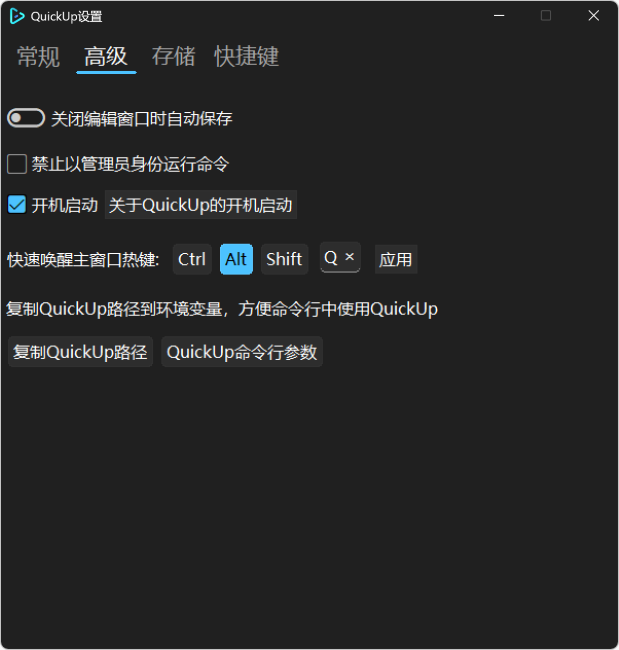 QuickUp设置
常规 高级 存储 快捷键
关闭编辑窗口时自动保存
禁止以管理员身份运行命令
开机启动 关于QuickUp的开机启动
快速唤醒主窗口热键: Ctrl Alt Shift Q × 应用
复制QuickUp路径到环境变量，方便命令行中使用QuickUp
复制QuickUp路径 QuickUp命令行参数